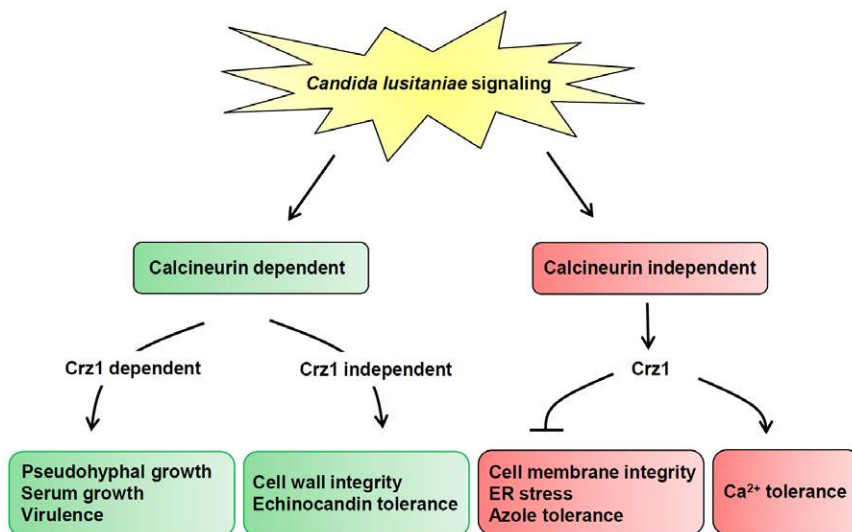 Candida lusitaniae signaling
Calcineurin dependent
Calcineurin independent
Crz1 dependent
Crz1 independent
Crz1
Pseudohyphal growth
Serum growth
Virulence
Cell wall integrity
Echinocandin tolerance
Cell membrane integrity
ER stress
Azole tolerance
Ca²⁺ tolerance